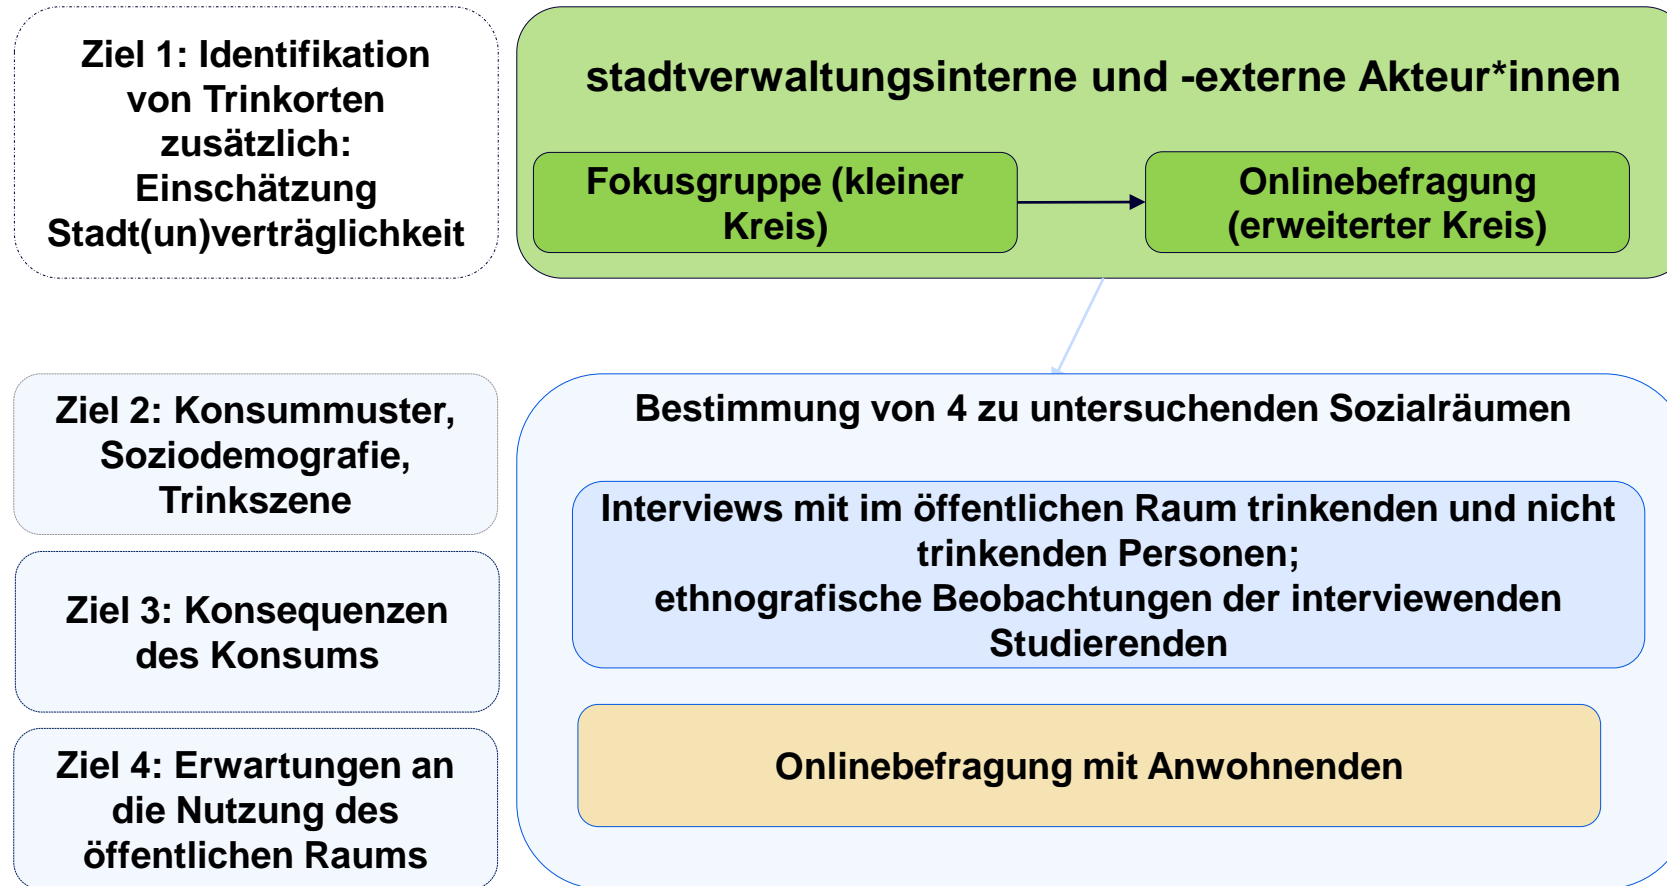 Ziel 1: Identifikation
von Trinkorten
zusätzlich:
Einschätzung
Stadt(un)verträglichkeit
stadtverwaltungsinterne und -externe Akteur*innen
Fokusgruppe (kleiner
Kreis)
Onlinebefragung
(erweiterter Kreis)
Ziel 2: Konsummuster,
Soziodemografie,
Trinkszene
Ziel 3: Konsequenzen
des Konsums
Ziel 4: Erwartungen an
die Nutzung des
öffentlichen Raums
Bestimmung von 4 zu untersuchenden Sozialräumen
Interviews mit im öffentlichen Raum trinkenden und nicht
trinkenden Personen;
ethnografische Beobachtungen der interviewenden
Studierenden
Onlinebefragung mit Anwohnenden